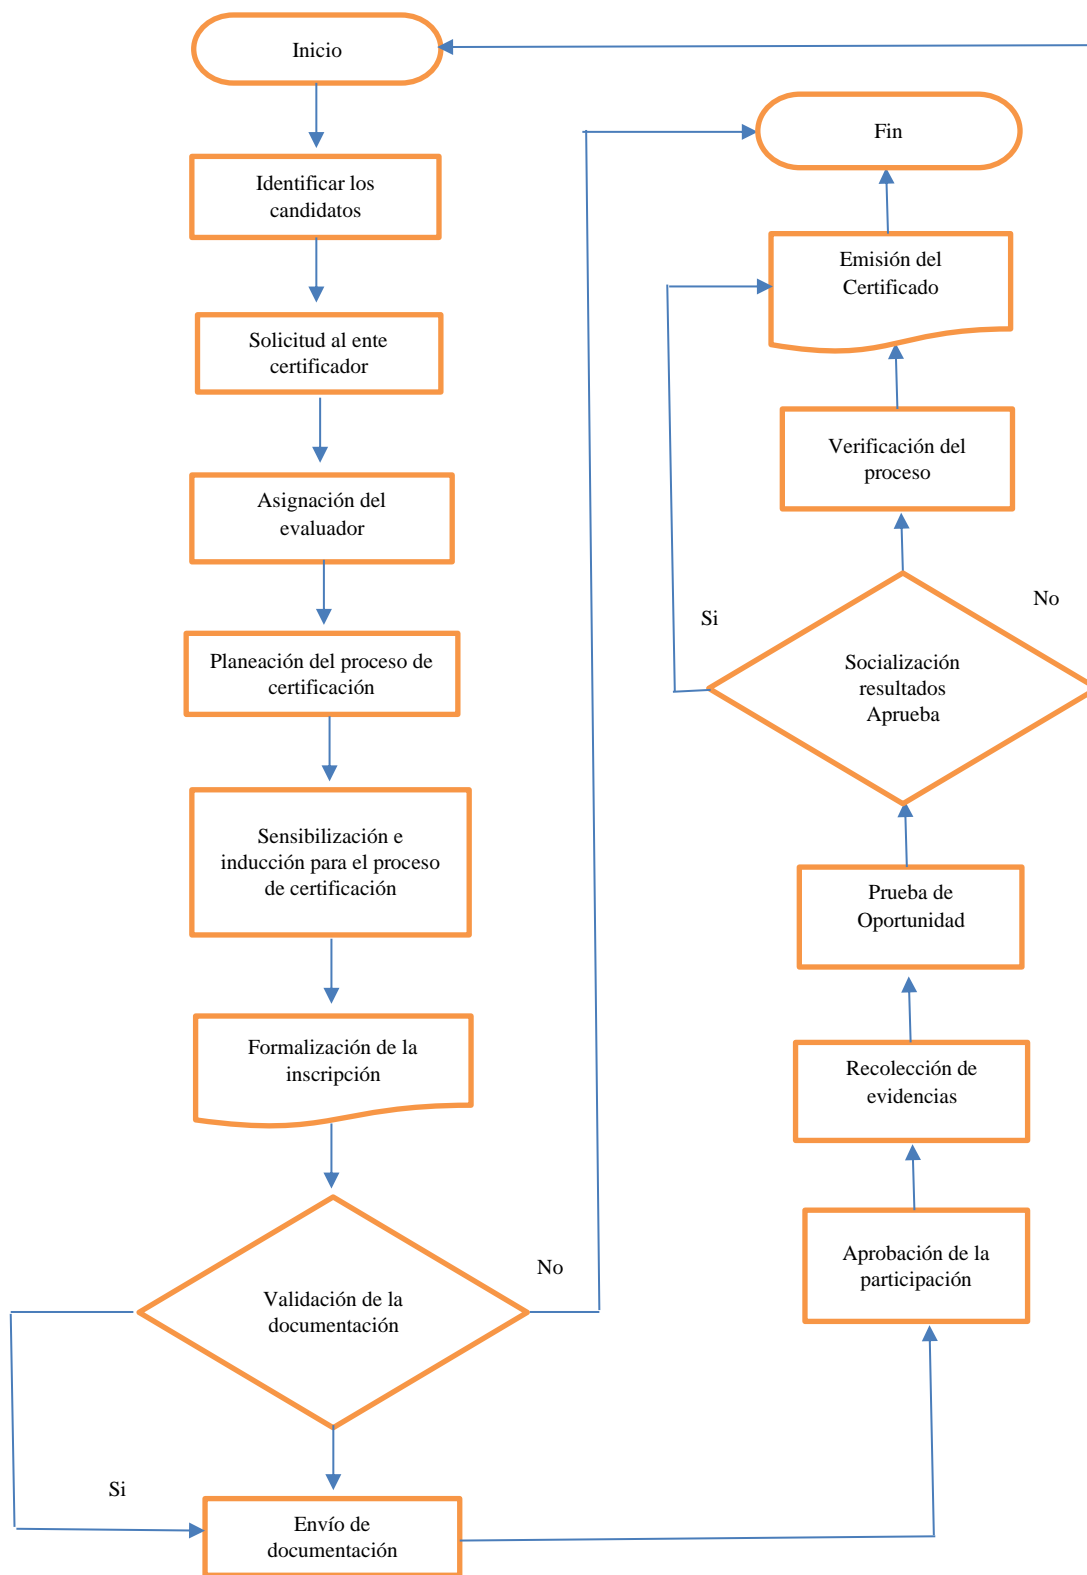 Inicio
Identificar los
candidatos
Solicitud al ente
certificador
Asignación del
evaluador
Planeación del proceso de
certificación
Sensibilización e
inducción para el proceso
de certificación
Formalización de la
inscripción
Validación de la
documentación
No
Si
Envío de
documentación
Fin
Emisión del
Certificado
Verificación del
proceso
Si
No
Socialización
resultados
Aprueba
Prueba de
Oportunidad
Recolección de
evidencias
Aprobación de la
participación